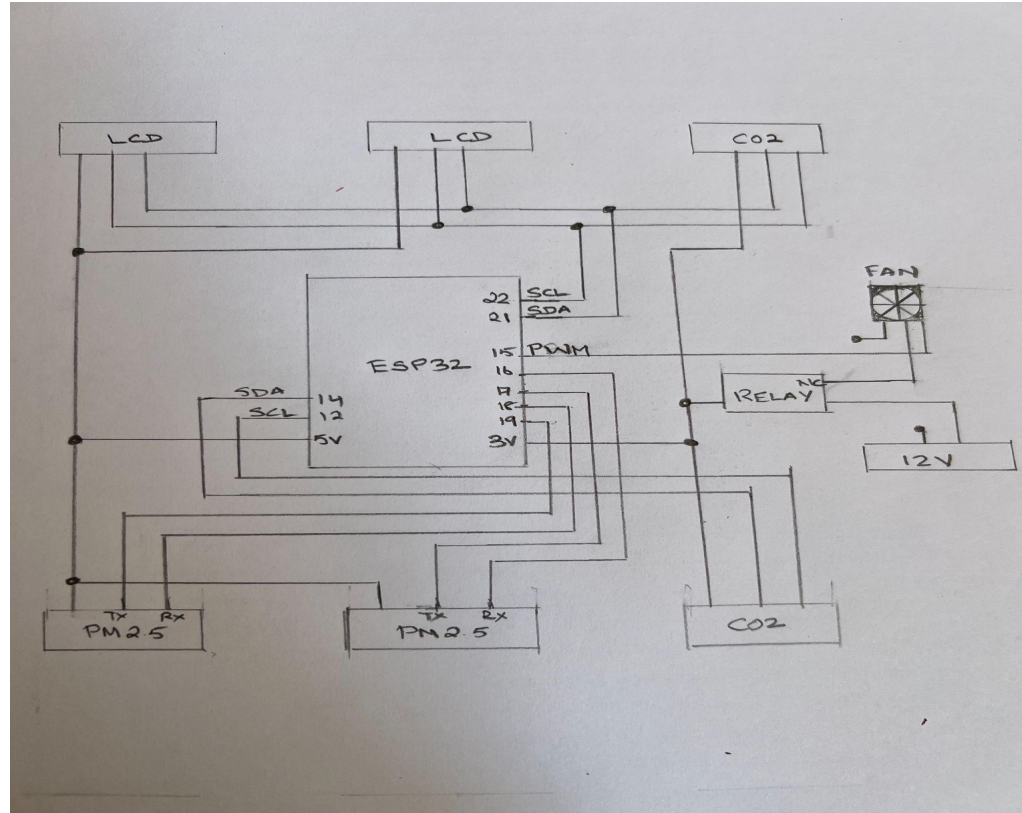 LCD
LCD
CO2
FAN
22 SCL
21 SDA
15 PWM
ESP32
16
17
18
19
3V
SDA 14
SCL 12
5V
NC
RELAY
12V
TX RX
PM2.5
TX RX
PM2.5
CO2